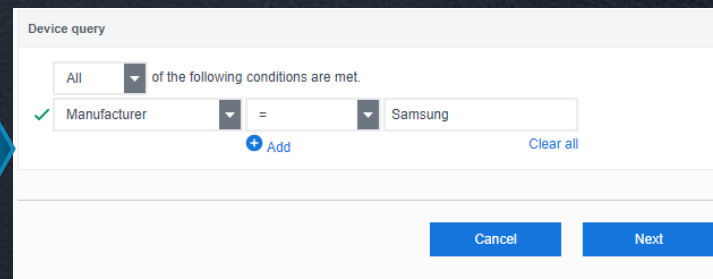 Device query
All of the following conditions are met.
Manufacturer = Samsung
Add Clear all
Cancel Next